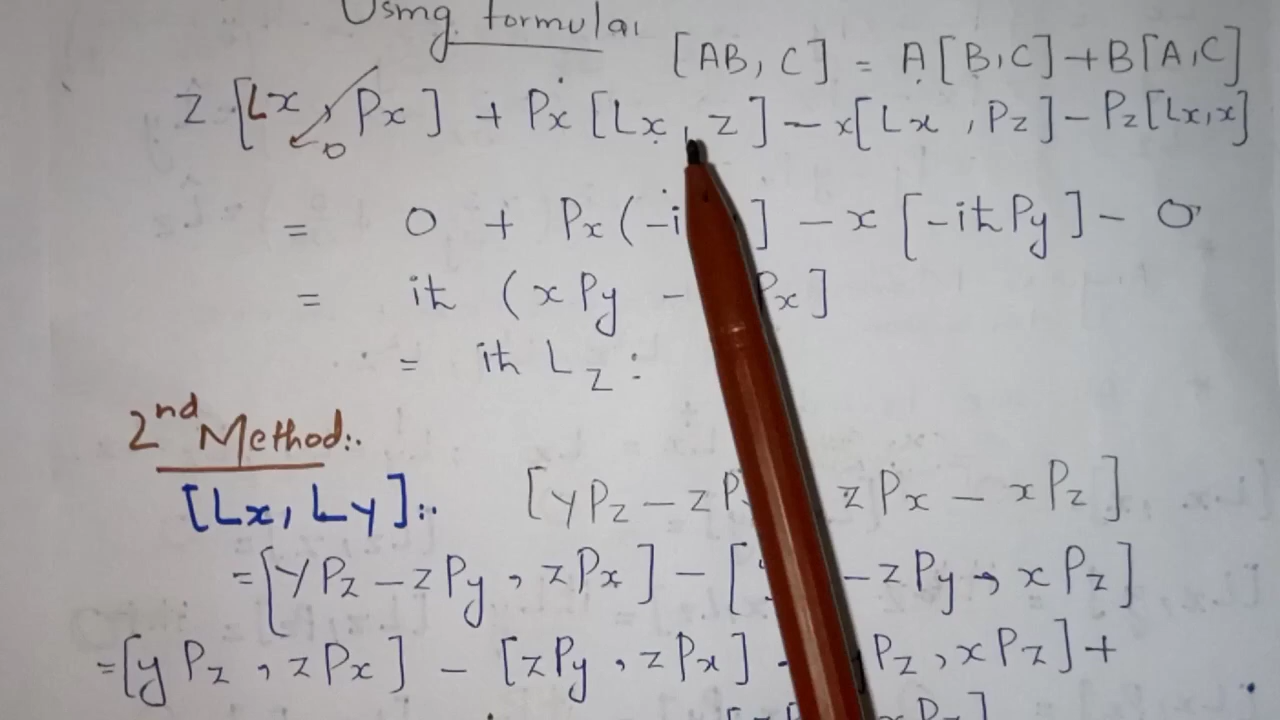 Using formula:
[AB, C] = A[B,C]+B[A,C]
Z [Lx, Px] + Px [Lx, z] - x[Lx, Pz] - Pz[Lx,x]
0
= 0 + Px (-i ] - x [-iħPy] - 0
= iħ (x Py - Px]
= iħ Lz:
2nd Method:.
[Lx, Ly]:. [yPz - zP zPx - xPz]
= [yPz - zPy, zPx] - [ - zPy, xPz]
= [y Pz, zPx] - [zPy, zPx] - Pz, xPz] +